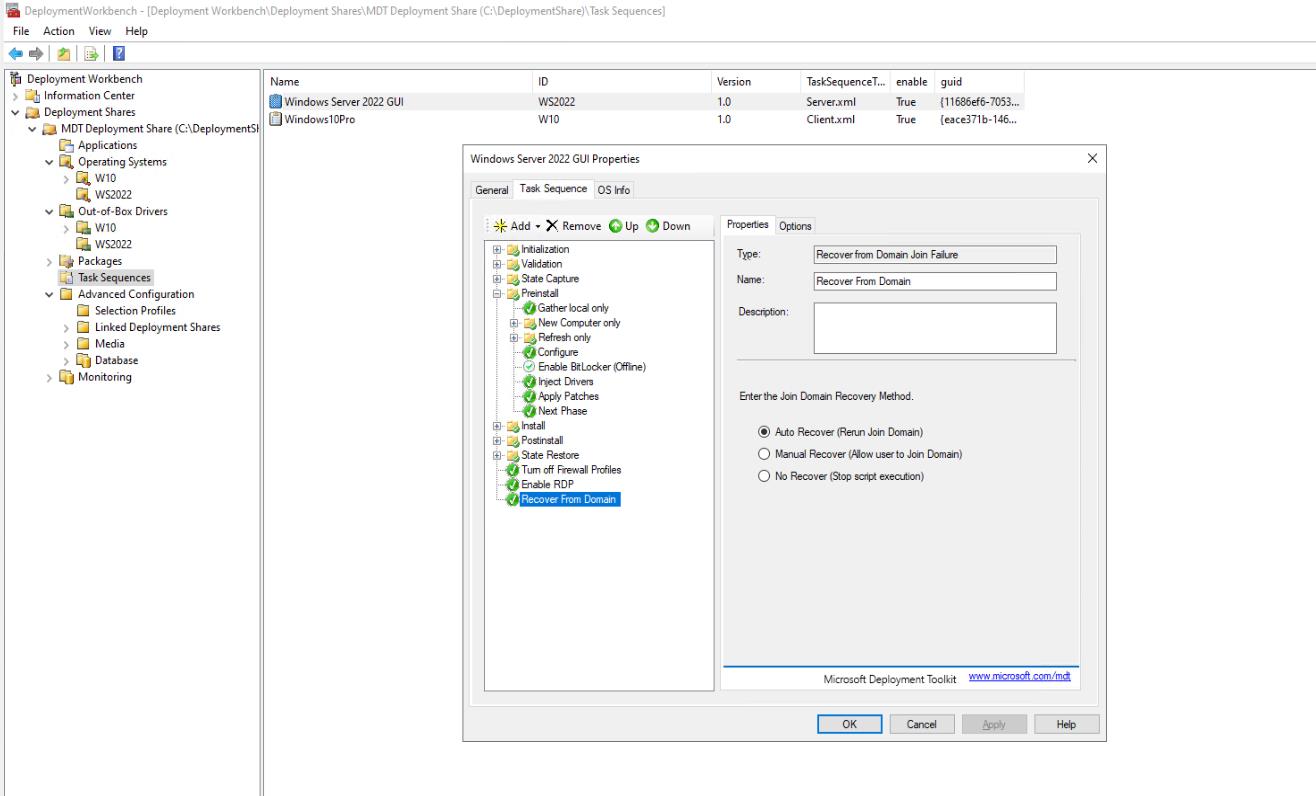 DeploymentWorkbench - [Deployment Workbench\Deployment Shares\MDT Deployment Share (C:\DeploymentShare)\Task Sequences]
File Action View Help
Deployment Workbench
Information Center
Deployment Shares
MDT Deployment Share (C:\DeploymentSh
Applications
Operating Systems
W10
WS2022
Out-of-Box Drivers
W10
WS2022
Packages
Task Sequences
Advanced Configuration
Selection Profiles
Linked Deployment Shares
Media
Database
Monitoring
Name ID Version TaskSequenceT... enable guid
Windows Server 2022 GUI WS2022 1.0 Server.xml True {11686ef6-7053...
Windows10Pro W10 1.0 Client.xml True {eace371b-146...
Windows Server 2022 GUI Properties
General Task Sequence OS Info
Add Remove Up Down
Initialization
Validation
State Capture
Preinstall
Gather local only
New Computer only
Refresh only
Configure
Enable BitLocker (Offline)
Inject Drivers
Apply Patches
Next Phase
Install
Postinstall
State Restore
Turn off Firewall Profiles
Enable RDP
Recover From Domain
Properties Options
Type: Recover from Domain Join Failure
Name: Recover From Domain
Description:
Enter the Join Domain Recovery Method.
Auto Recover (Rerun Join Domain)
Manual Recover (Allow user to Join Domain)
No Recover (Stop script execution)
Microsoft Deployment Toolkit www.microsoft.com/mdt
OK Cancel Apply Help